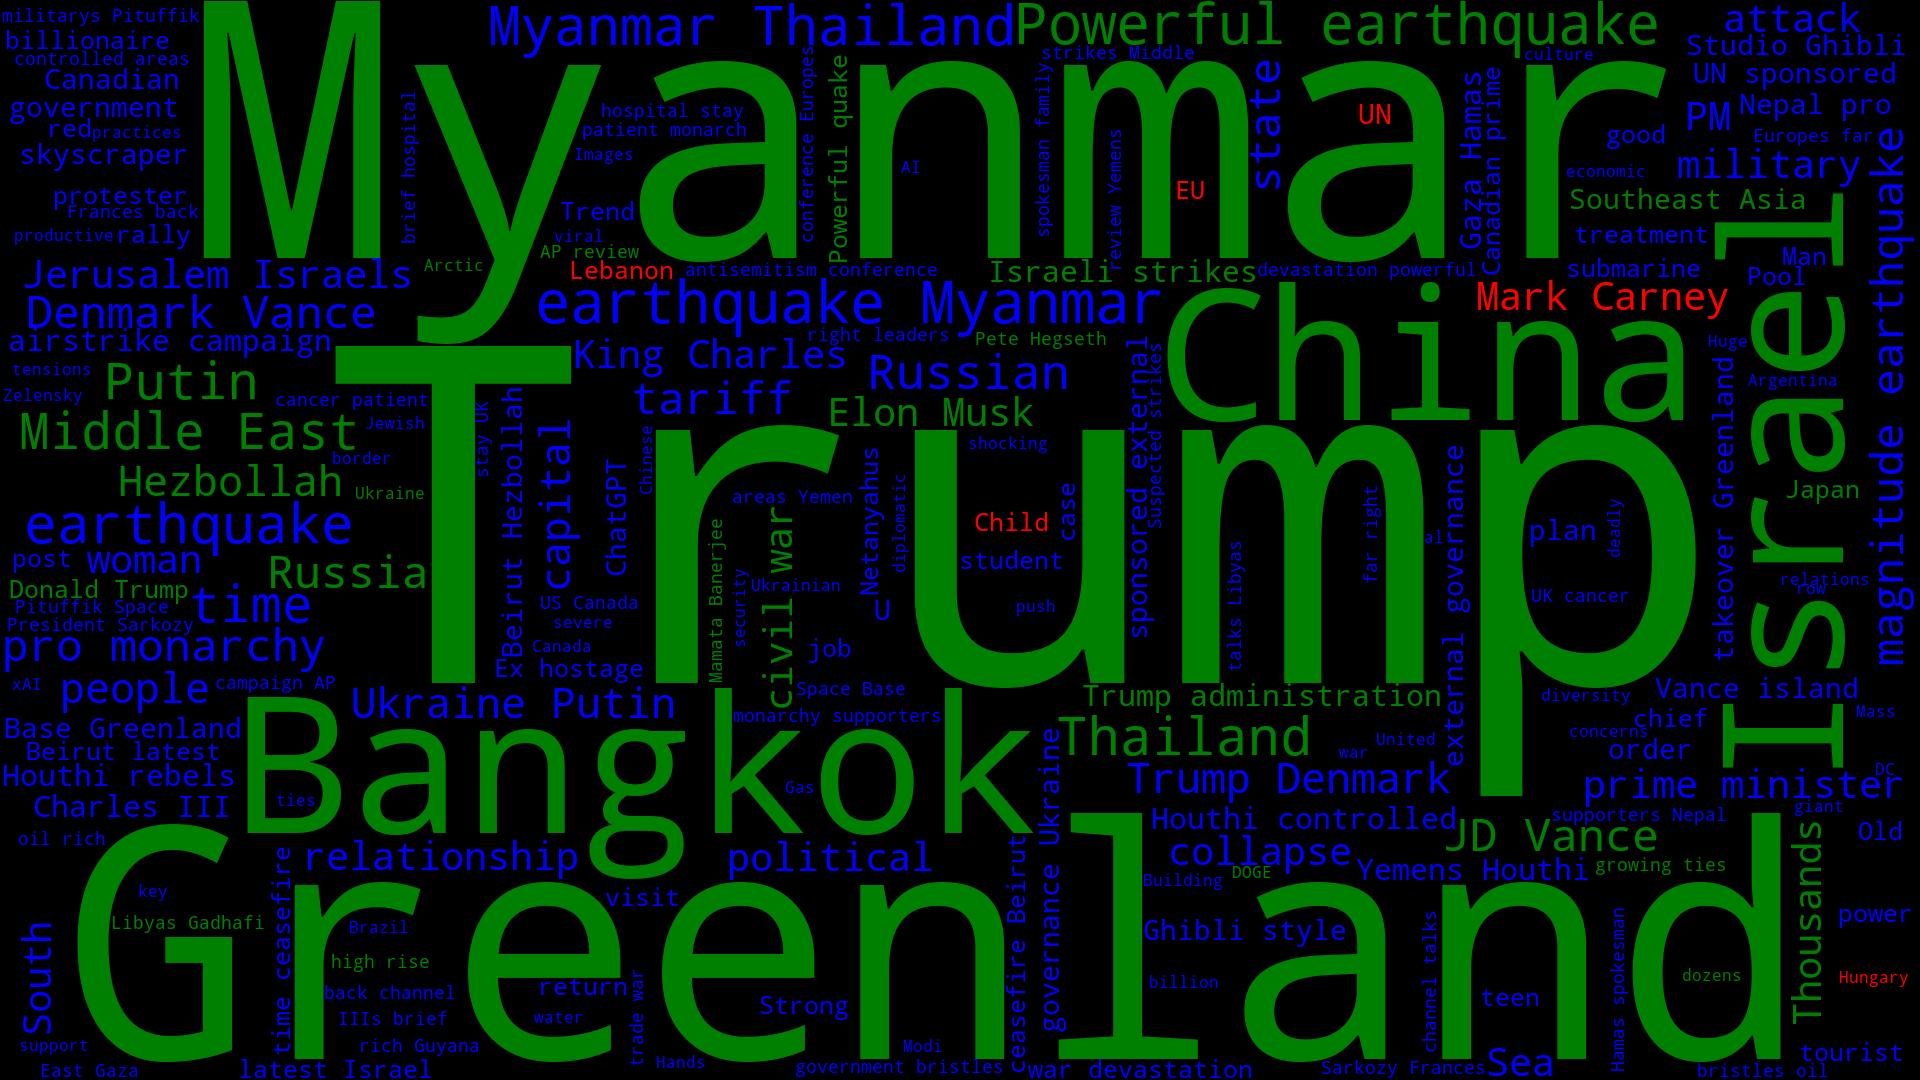 militarys Pituffik
billionaire
controlled areas
Canadian
government
red
practices
skyscraper
protester
Frances back
productive
rally
Myanmar
Myanmar Thailand
Powerful earthquake
attack
Studio Ghibli
UN sponsored
PM
Nepal pro
good
Europes far
military
economic
Southeast Asia
treatment
Man
submarine
Pool
culture
strikes Middle
state
Gaza Hamas
Canadian prime
UN
EU
spokesman family
review Yemens
AI
Powerful quake
conference Europes
hospital stay
patient monarch
Images
brief hospital
Trend
viral
AP review
Arctic
Lebanon
antisemitism conference
Israeli strikes
devastation powerful
Jerusalem Israels
Denmark Vance
airstrike campaign
earthquake Myanmar
China
Mark Carney
Israel
magnitude earthquake
right leaders
Pete Hegseth
Huge
Argentina
takeover Greenland
tensions
Zelensky
Putin
cancer patient
King Charles
Russian
tariff
Elon Musk
Middle East
Jewish
border
Hezbollah
Ukraine
stay UK
Beirut Hezbollah
capital
ChatGPT
Chinese
Trump
shocking
sponsored external
Suspected strikes
areas Yemen
Netanyahus
diplomatic
Child
case
student
push
talks Libyas
far right
al
external governance
plan
deadly
UK cancer
Japan
relations
row
earthquake
post
woman
Russia
Donald Trump
Pituffik Space
time
President Sarkozy
pro monarchy
US Canada
severe
Canada
Ex hostage
Mamata Banerjee
security
civil war
Ukrainian
U
job
Space Base
xAI
people
campaign AP
Ukraine Putin
monarchy supporters
Trump administration
diversity
Vance island
Mass
chief
concerns
order
Base Greenland
Beirut latest
Houthi rebels
Charles III
oil rich
Bangkok
ties
Gas
Thailand
war
United
Trump Denmark
DC
prime minister
giant
supporters Nepal
Old
Houthi controlled
JD Vance
collapse
Yemens Houthi
growing ties
Building
DOGE
governance Ukraine
ceasefire Beirut
relationship
political
visit
Greenland
key
Libyas Gadhafi
time ceasefire
Brazil
high rise
back channel
IIIs brief
rich Guyana
return
water
trade war
Strong
Modi
Hands
Ghibli style
billion
channel talks
teen
Hamas spokesman
dozens
Thousands
power
Hungary
tourist
South
support
East Gaza
latest Israel
government bristles
war devastation
Sarkozy Frances
Sea
bristles oil